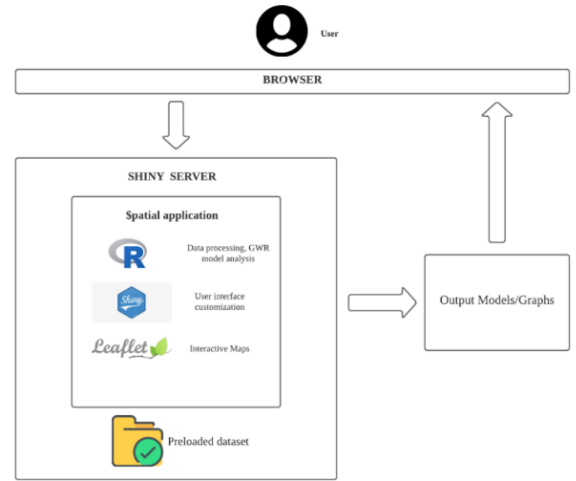 User
BROWSER
SHINY SERVER
Spatial application
R
Data processing, GWR
model analysis
Shiny
User interface
customization
Leaflet
Interactive Maps
Preloaded dataset
Output Models/Graphs